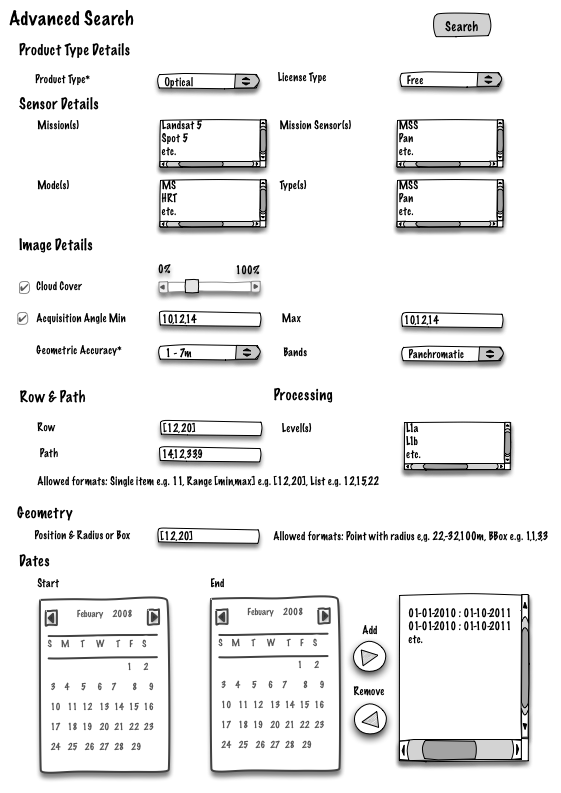 Advanced Search
Search
Product Type Details
Product Type* Optical License Type Free
Sensor Details
Mission(s) Landsat 5 Mission Sensor(s) MSS
Spot 5 Pan
etc. etc.
Mode(s) MS Type(s) MSS
HRT Pan
etc. etc.
Image Details
0% 100%
Cloud Cover
Acquisition Angle Min 10,12,14 Max 10,12,14
Geometric Accuracy* 1 - 7m Bands Panchromatic
Row & Path Processing
Row [12,20] Level(s) L1a
L1b
Path 14,12,339 etc.
Allowed formats: Single item e.g. 11, Range [min,max] e.g. [12,20], List e.g. 12,15,22
Geometry
Position & Radius or Box [12,20] Allowed formats: Point with radius e.g. 22,-32,100m, BBox e.g. 1,1,3,3
Dates
Start End
Febuary 2008 Febuary 2008 01-01-2010 : 01-10-2011
01-01-2010 : 01-10-2011
etc.
S M T W T F S S M T W T F S Add
1 2 1 2
3 4 5 6 7 8 9 3 4 5 6 7 8 9
Remove
10 11 12 13 14 15 16 10 11 12 13 14 15 16
17 18 19 20 21 22 23 17 18 19 20 21 22 23
24 25 26 27 28 29 24 25 26 27 28 29